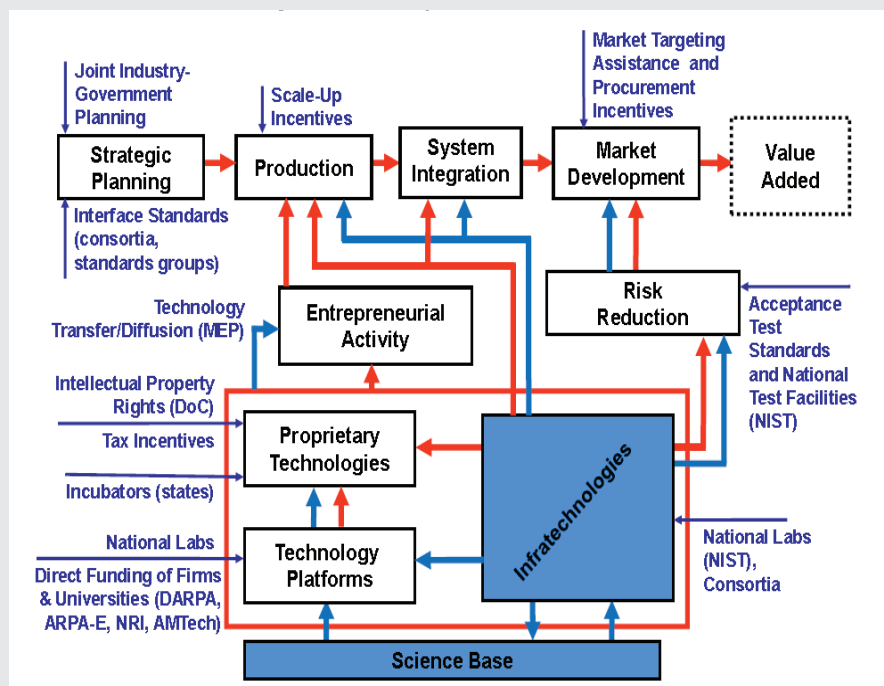 Joint Industry-
Government
Planning
Scale-Up
Incentives
Market Targeting
Assistance and
Procurement
Incentives
Strategic
Planning
Production
System
Integration
Market
Development
Value
Added
Interface Standards
(consortia,
standards groups)
Technology
Transfer/Diffusion (MEP)
Entrepreneurial
Activity
Risk
Reduction
Acceptance
Test
Standards
and National
Test Facilities
(NIST)
Intellectual Property
Rights (DoC)
Tax Incentives
Incubators (states)
Proprietary
Technologies
Infratechnologies
National Labs
Direct Funding of Firms
& Universities (DARPA,
ARPA-E, NRI, AMTech)
Technology
Platforms
National Labs
(NIST),
Consortia
Science Base